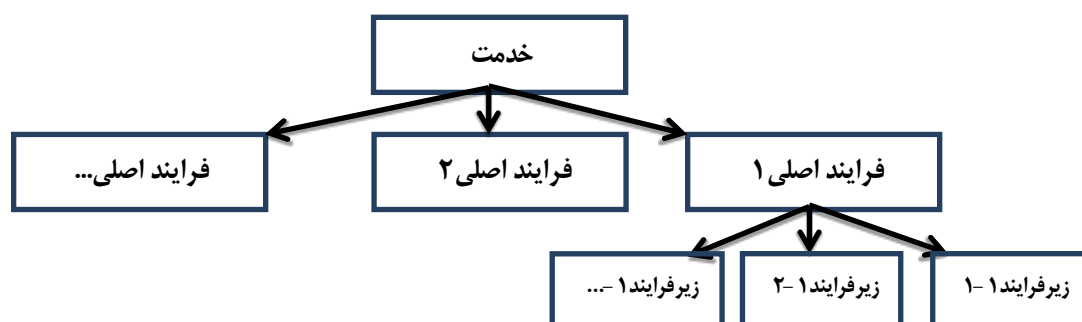 خدمت
فرایند اصلی۱
فرایند اصلی۲
فرایند اصلی...
زیرفرایند۱ –۱
زیرفرایند۱ –۲
زیرفرایند۱ –...